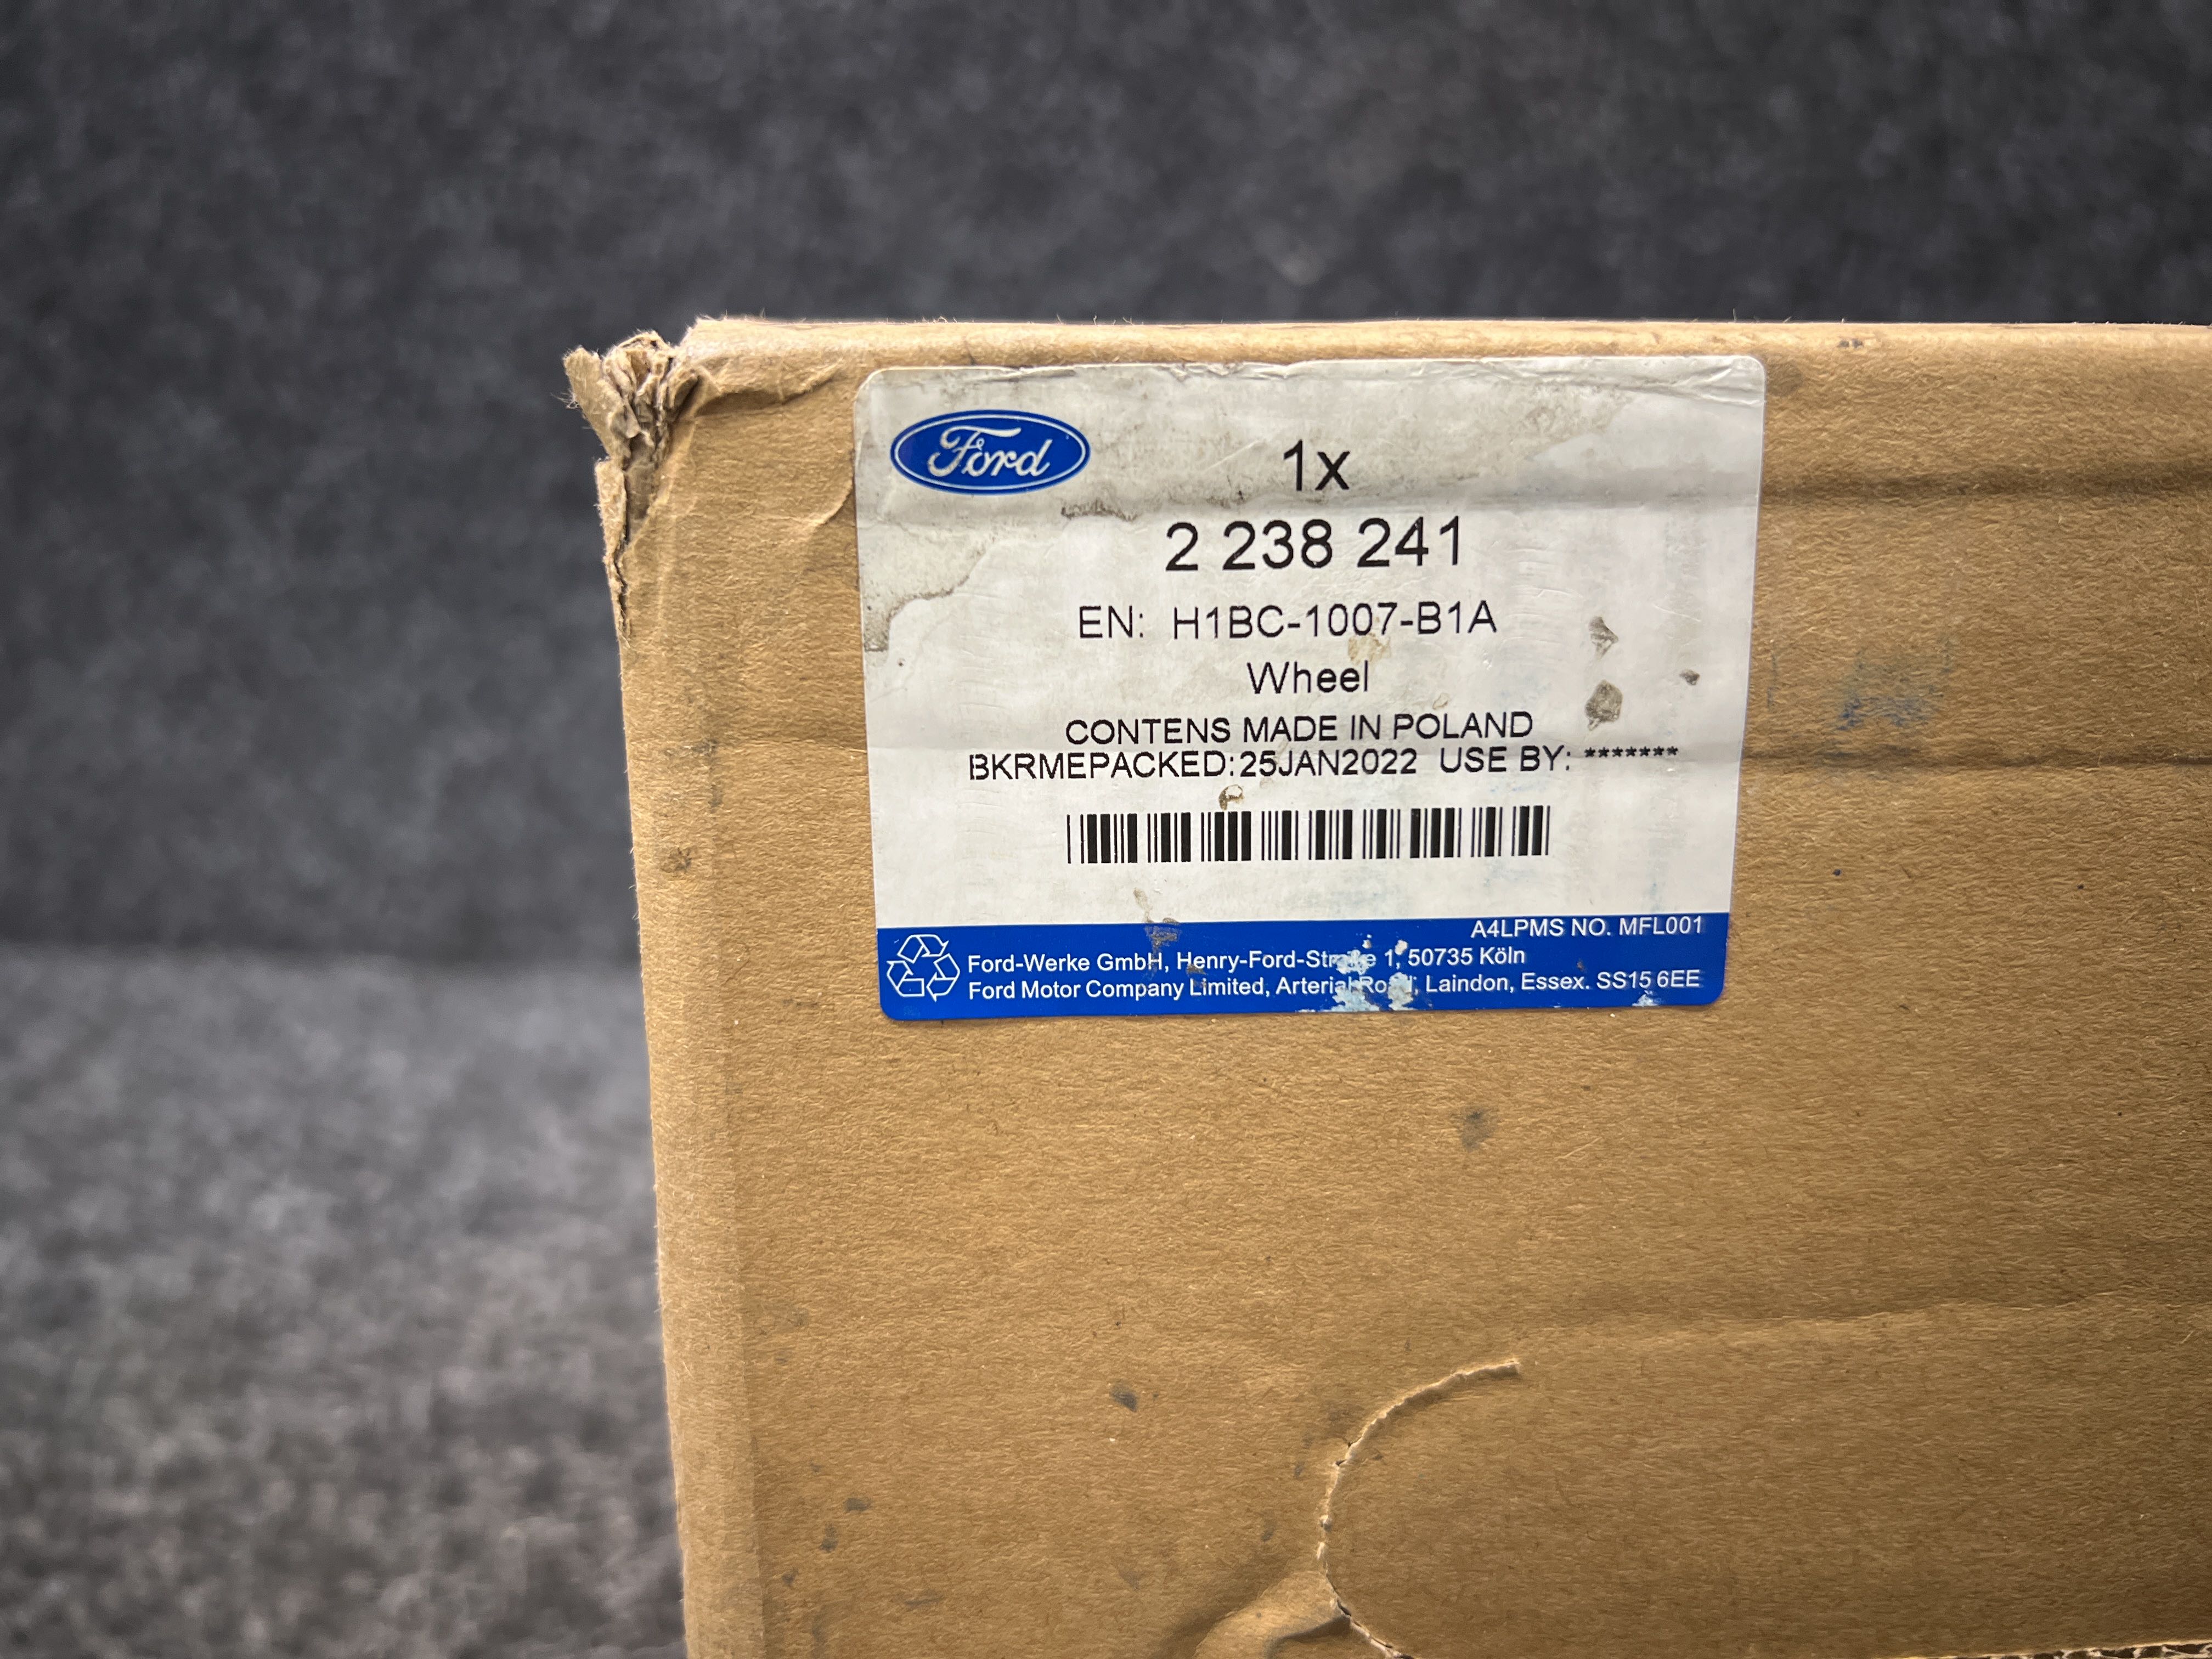 Ford
1x
2 238 241
EN: H1BC-1007-B1A
Wheel
CONTENS MADE IN POLAND
BKRMEPACKED:25JAN2022 USE BY: *******
A4LPMS NO. MFL001
Ford-Werke GmbH, Henry-Ford-Straße 1, 50735 Köln
Ford Motor Company Limited, Arterial Road, Laindon, Essex. SS15 6EE